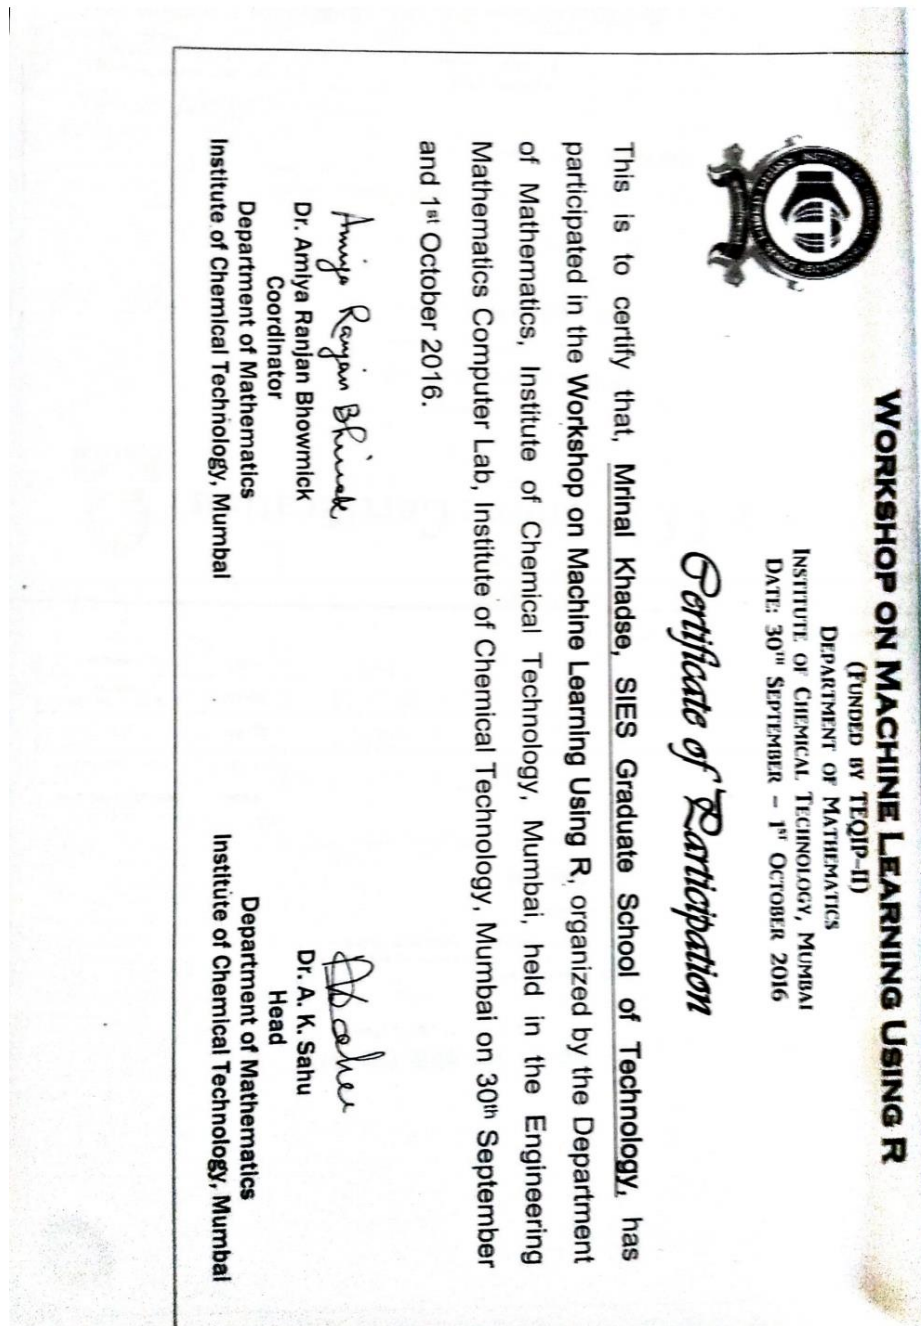 WORKSHOP ON MACHINE LEARNING USING R
(FUNDED BY TEQIP-II)
DEPARTMENT OF MATHEMATICS
INSTITUTE OF CHEMICAL TECHNOLOGY, MUMBAI
DATE: 30TH SEPTEMBER – 1ST OCTOBER 2016
Certificate of Participation
This is to certify that, Mrinal Khadse, SIES Graduate School of Technology, has
participated in the Workshop on Machine Learning Using R, organized by the Department
of Mathematics, Institute of Chemical Technology, Mumbai, held in the Engineering
Mathematics Computer Lab, Institute of Chemical Technology, Mumbai on 30th September
and 1st October 2016.
Dr. Amiya Ranjan Bhowmick
Coordinator
Department of Mathematics
Institute of Chemical Technology, Mumbai
Dr. A. K. Sahu
Head
Department of Mathematics
Institute of Chemical Technology, Mumbai